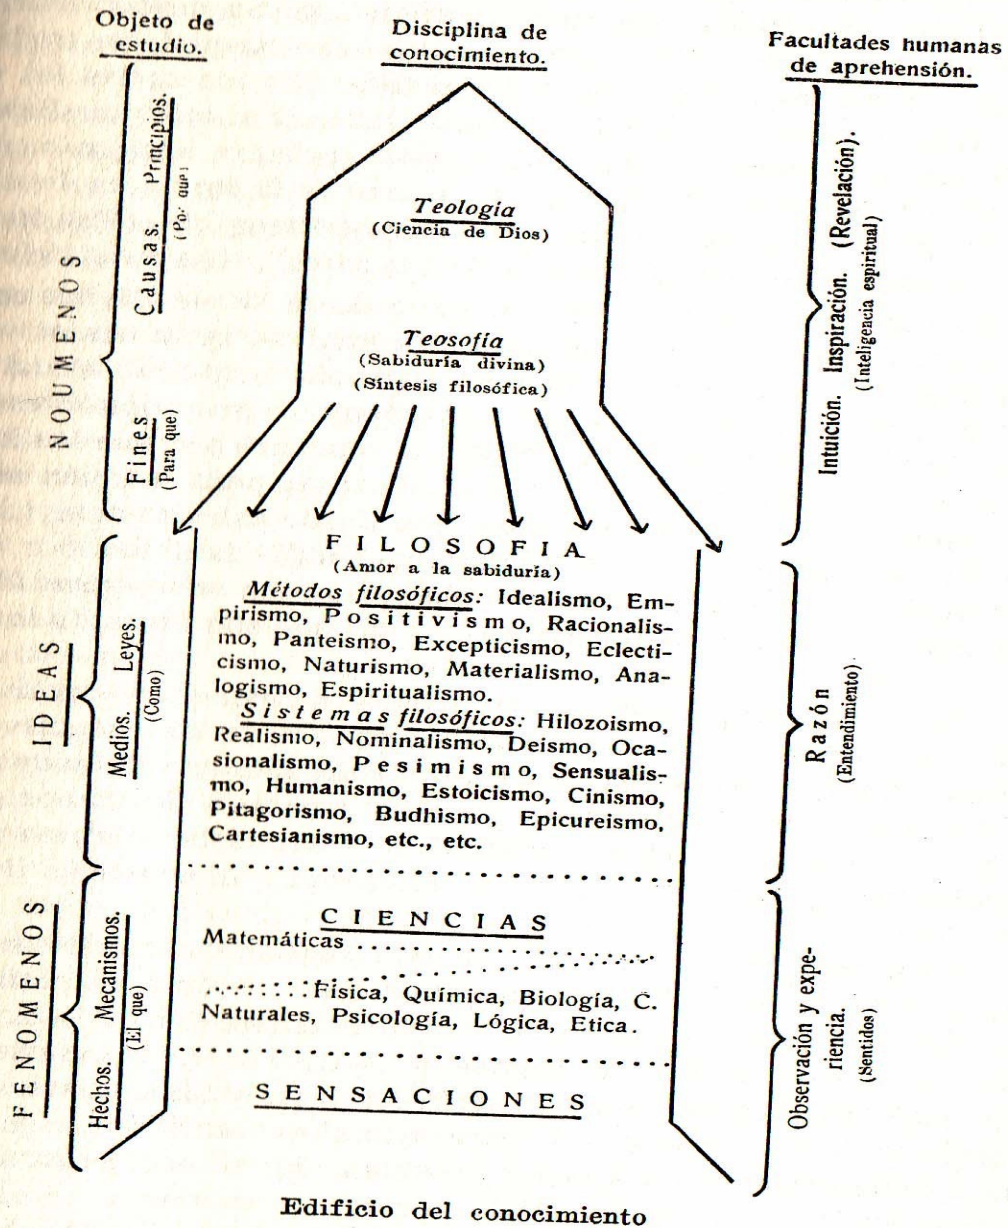 Objeto de
estudio.
Disciplina de
conocimiento.
Facultades humanas
de aprehensión.
NOUMENOS
Causas. Principios.
(Por que)
Fines
(Para que)
Teología
(Ciencia de Dios)
Teosofía
(Sabiduría divina)
(Síntesis filosófica)
Intuición. Inspiración. (Revelación).
(Inteligencia espiritual)
IDEAS
Medios. Leyes.
(Como)
FILOSOFIA
(Amor a la sabiduría)
Métodos filosóficos: Idealismo, Em-
pirismo, Positivismo, Racionalis-
mo, Panteismo, Excepticismo, Eclecti-
cismo, Naturismo, Materialismo, Ana-
logismo, Espiritualismo.
Sistemas filosóficos: Hilozoismo,
Realismo, Nominalismo, Deismo, Oca-
sionalismo, Pesimismo, Sensualis-
mo, Humanismo, Estoicismo, Cinismo,
Pitagorismo, Budhismo, Epicureismo,
Cartesianismo, etc., etc.
Razón
(Entendimiento)
FENOMENOS
Hechos. Mecanismos.
(El que)
CIENCIAS
Matemáticas
Física, Química, Biología, C.
Naturales, Psicología, Lógica, Etica.
SENSACIONES
Observación y expe-
riencia.
(Sentidos)
Edificio del conocimiento